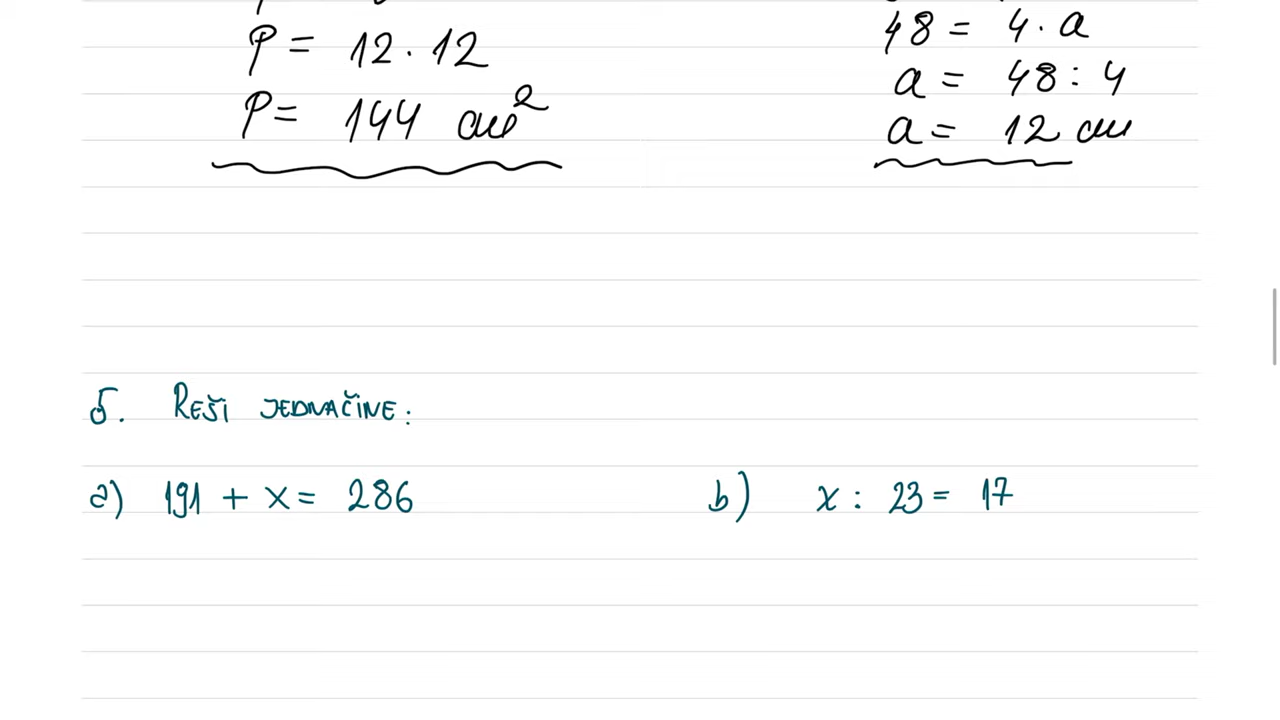 P = 12 · 12
P = 144 cm²
48 = 4 · a
a = 48 : 4
a = 12 cm
5. REŠI JEDNAČINE:
a) 191 + x = 286
b) x : 23 = 17